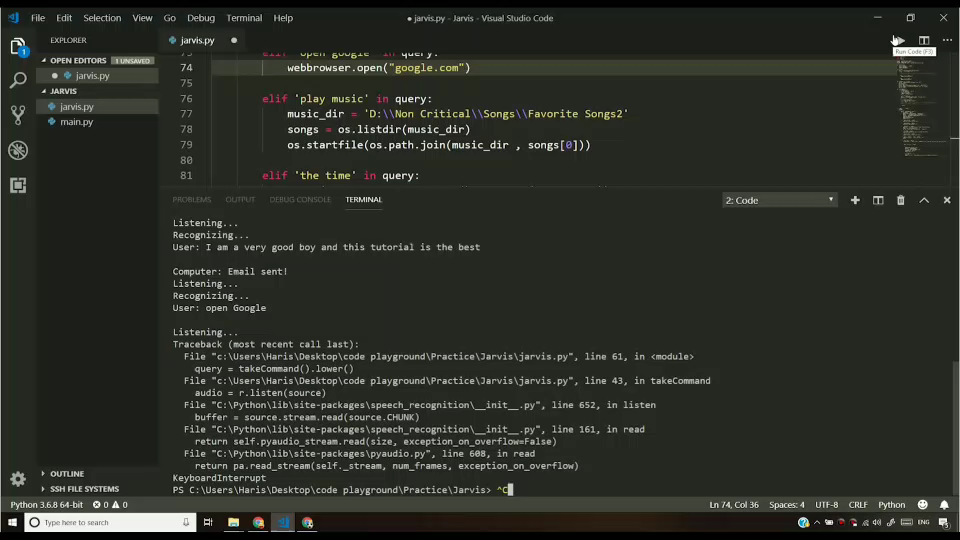 File Edit Selection View Go Debug Terminal Help
● jarvis.py - Jarvis - Visual Studio Code
EXPLORER
jarvis.py ●
Run Code (F3)
OPEN EDITORS 1 UNSAVED
● jarvis.py
JARVIS
jarvis.py
main.py
74 webbrowser.open("google.com")
75
76 elif 'play music' in query:
77 music_dir = 'D:\\Non Critical\\Songs\\Favorite Songs2'
78 songs = os.listdir(music_dir)
79 os.startfile(os.path.join(music_dir , songs[0]))
80
81 elif 'the time' in query:
PROBLEMS OUTPUT DEBUG CONSOLE TERMINAL 2: Code
Listening...
Recognizing...
User: I am a very good boy and this tutorial is the best
Computer: Email sent!
Listening...
Recognizing...
User: open Google
Listening...
Traceback (most recent call last):
File "c:\Users\Haris\Desktop\code playground\Practice\Jarvis\jarvis.py", line 61, in <module>
query = takeCommand().lower()
File "c:\Users\Haris\Desktop\code playground\Practice\Jarvis\jarvis.py", line 43, in takeCommand
audio = r.listen(source)
File "C:\Python\lib\site-packages\speech_recognition\__init__.py", line 652, in listen
buffer = source.stream.read(source.CHUNK)
File "C:\Python\lib\site-packages\speech_recognition\__init__.py", line 161, in read
return self.pyaudio_stream.read(size, exception_on_overflow=False)
File "C:\Python\lib\site-packages\pyaudio.py", line 608, in read
return pa.read_stream(self._stream, num_frames, exception_on_overflow)
KeyboardInterrupt
PS C:\Users\Haris\Desktop\code playground\Practice\Jarvis> ^C
OUTLINE
SSH FILE SYSTEMS
Python 3.6.8 64-bit 0 0 Ln 74, Col 36 Spaces: 4 UTF-8 CRLF Python
Type here to search
ENG